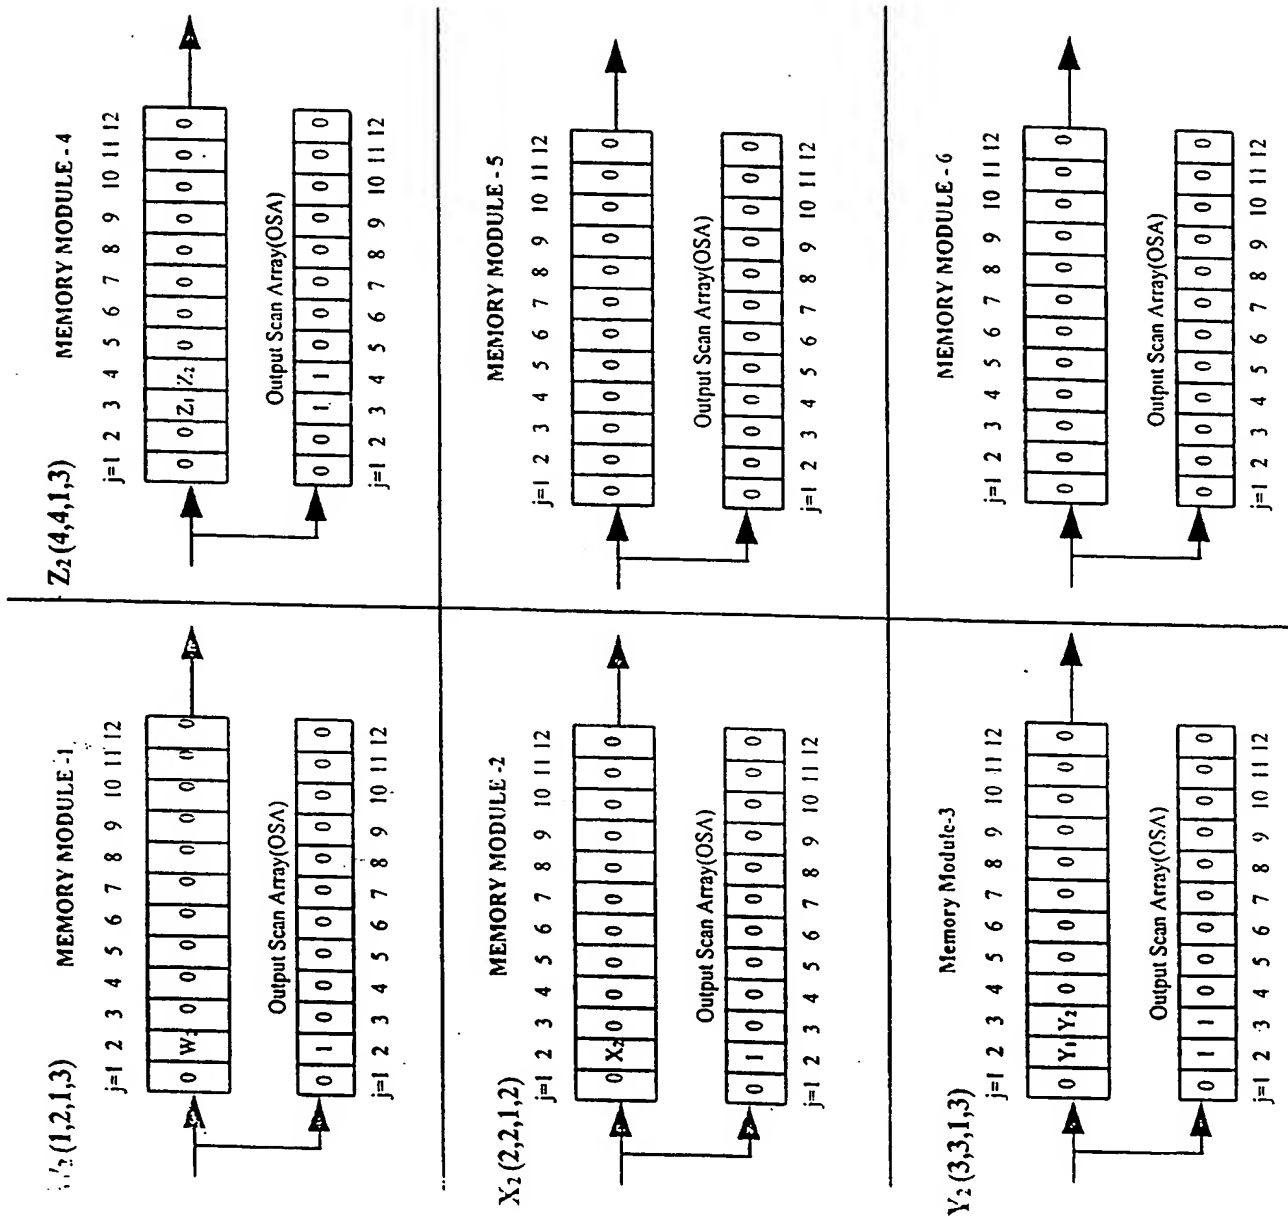 (1,2,1,3)
MEMORY MODULE -1
j=1 2 3 4 5 6 7 8 9 10 11 12
0 W₂ 0 0 0 0 0 0 0 0 0 0
Output Scan Array(OSA)
0 1 0 0 0 0 0 0 0 0 0 0
j=1 2 3 4 5 6 7 8 9 10 11 12
Z₂ (4,4,1,3)
MEMORY MODULE - 4
j=1 2 3 4 5 6 7 8 9 10 11 12
0 0 Z₁ Z₂ 0 0 0 0 0 0 0 0
Output Scan Array(OSA)
0 0 1 1 0 0 0 0 0 0 0 0
j=1 2 3 4 5 6 7 8 9 10 11 12
X₂ (2,2,1,2)
MEMORY MODULE -2
j=1 2 3 4 5 6 7 8 9 10 11 12
0 X₂ 0 0 0 0 0 0 0 0 0 0
Output Scan Array(OSA)
0 1 0 0 0 0 0 0 0 0 0 0
j=1 2 3 4 5 6 7 8 9 10 11 12
MEMORY MODULE - 5
j=1 2 3 4 5 6 7 8 9 10 11 12
0 0 0 0 0 0 0 0 0 0 0 0
Output Scan Array(OSA)
0 0 0 0 0 0 0 0 0 0 0 0
j=1 2 3 4 5 6 7 8 9 10 11 12
Y₂ (3,3,1,3)
Memory Module-3
j=1 2 3 4 5 6 7 8 9 10 11 12
0 Y₁ Y₂ 0 0 0 0 0 0 0 0 0
Output Scan Array(OSA)
0 1 1 0 0 0 0 0 0 0 0 0
j=1 2 3 4 5 6 7 8 9 10 11 12
MEMORY MODULE - 6
j=1 2 3 4 5 6 7 8 9 10 11 12
0 0 0 0 0 0 0 0 0 0 0 0
Output Scan Array(OSA)
0 0 0 0 0 0 0 0 0 0 0 0
j=1 2 3 4 5 6 7 8 9 10 11 12